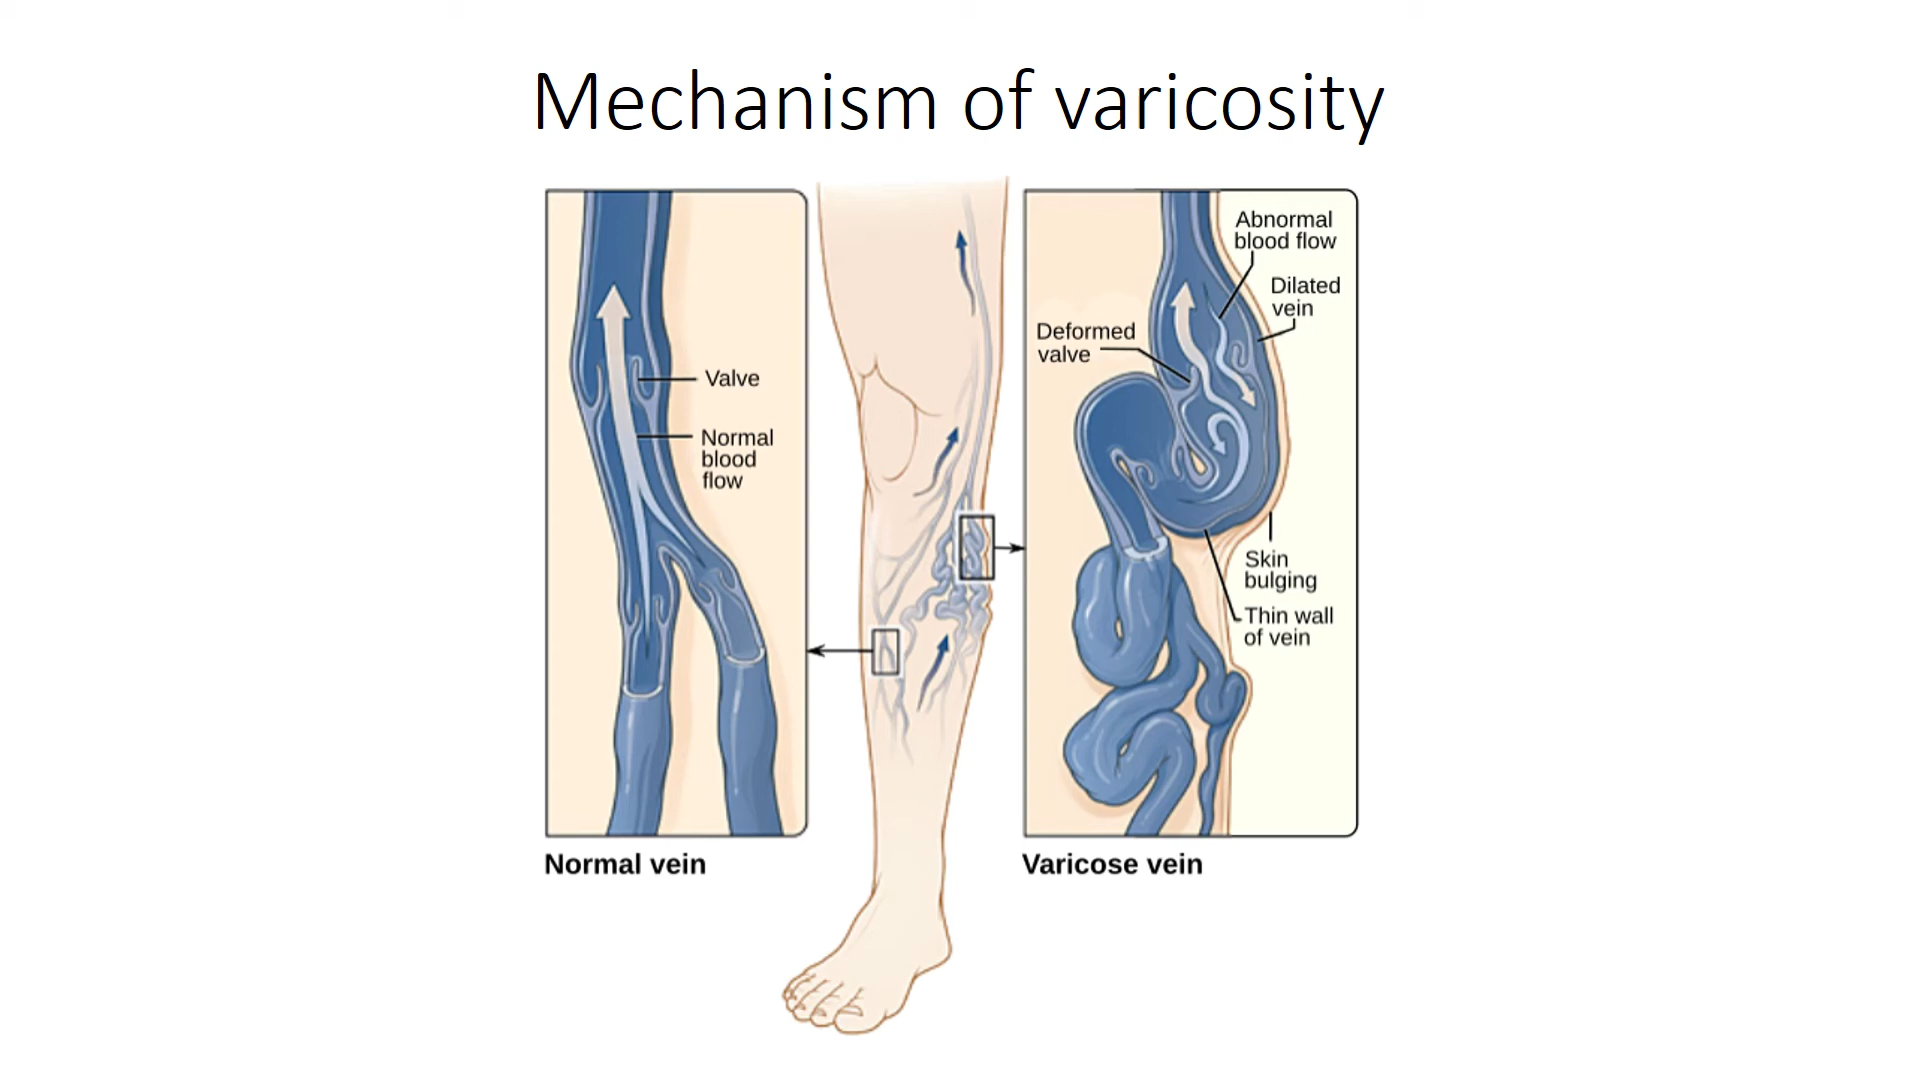 Mechanism of varicosity
Valve
Normal
blood
flow
Normal vein
Abnormal
blood flow
Dilated
vein
Deformed
valve
Skin
bulging
Thin wall
of vein
Varicose vein